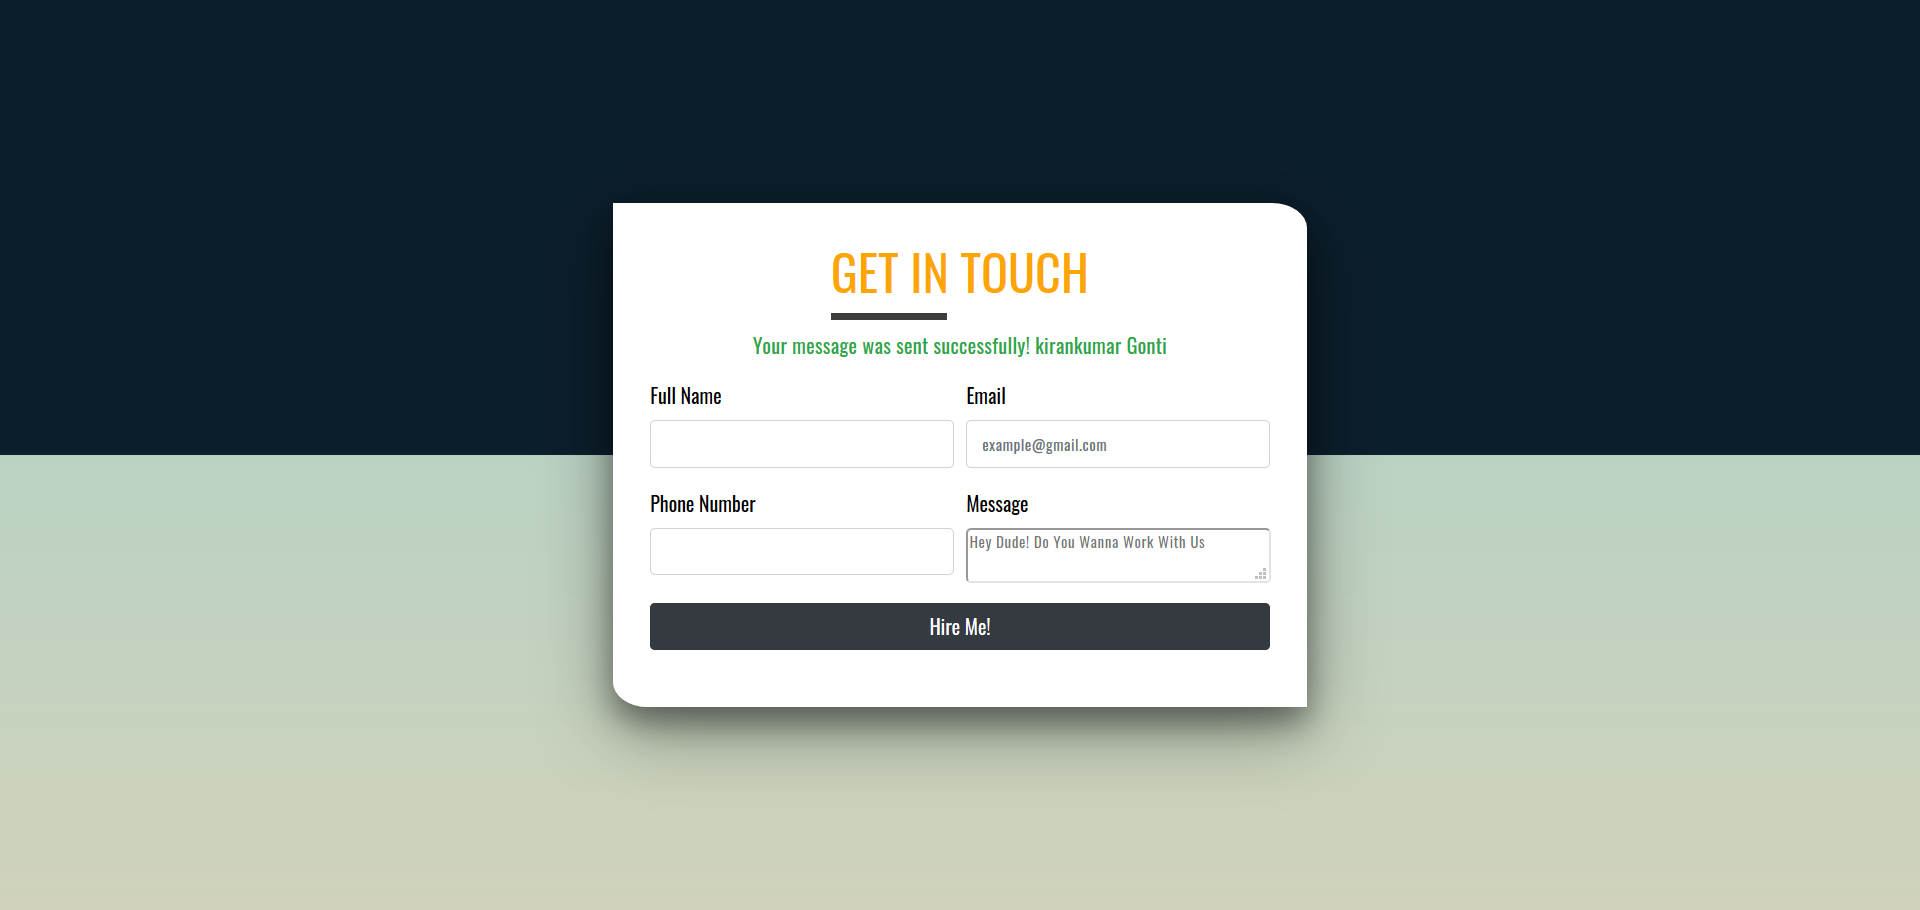 GET IN TOUCH
Your message was sent successfully! kirankumar Gonti
Full Name
Email
example@gmail.com
Phone Number
Message
Hey Dude! Do You Wanna Work With Us
Hire Me!